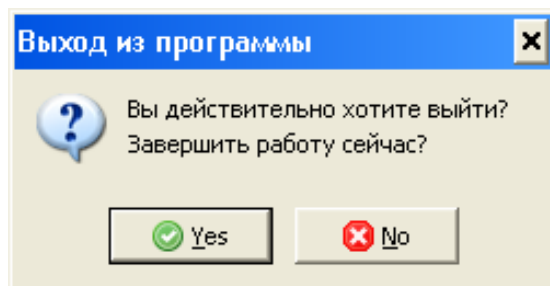 Выход из программы
Вы действительно хотите выйти?
Завершить работу сейчас?
Yes
No